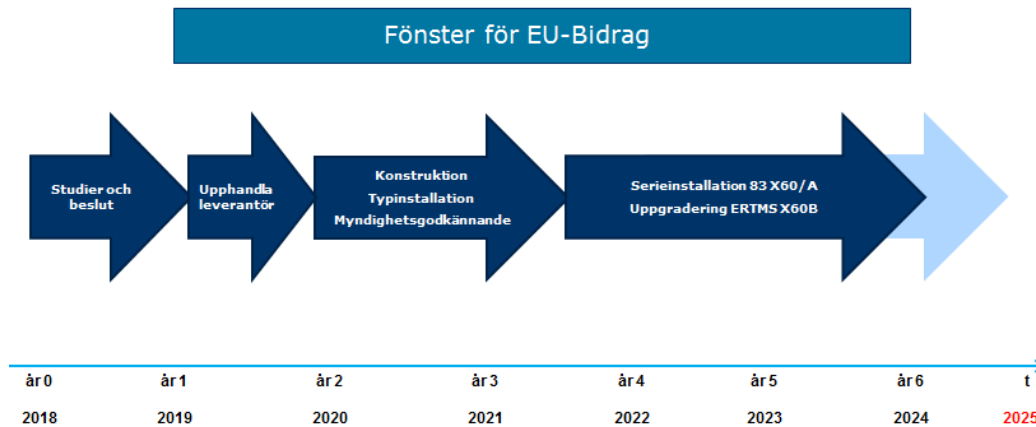 Fönster för EU-Bidrag
Studier och
beslut
Upphandla
leverantör
Konstruktion
Typinstallation
Myndighetsgodkännande
Serieinstallation 83 X60/A
Uppgradering ERTMS X60B
år 0
år 1
år 2
år 3
år 4
år 5
år 6
t
2018
2019
2020
2021
2022
2023
2024
2025